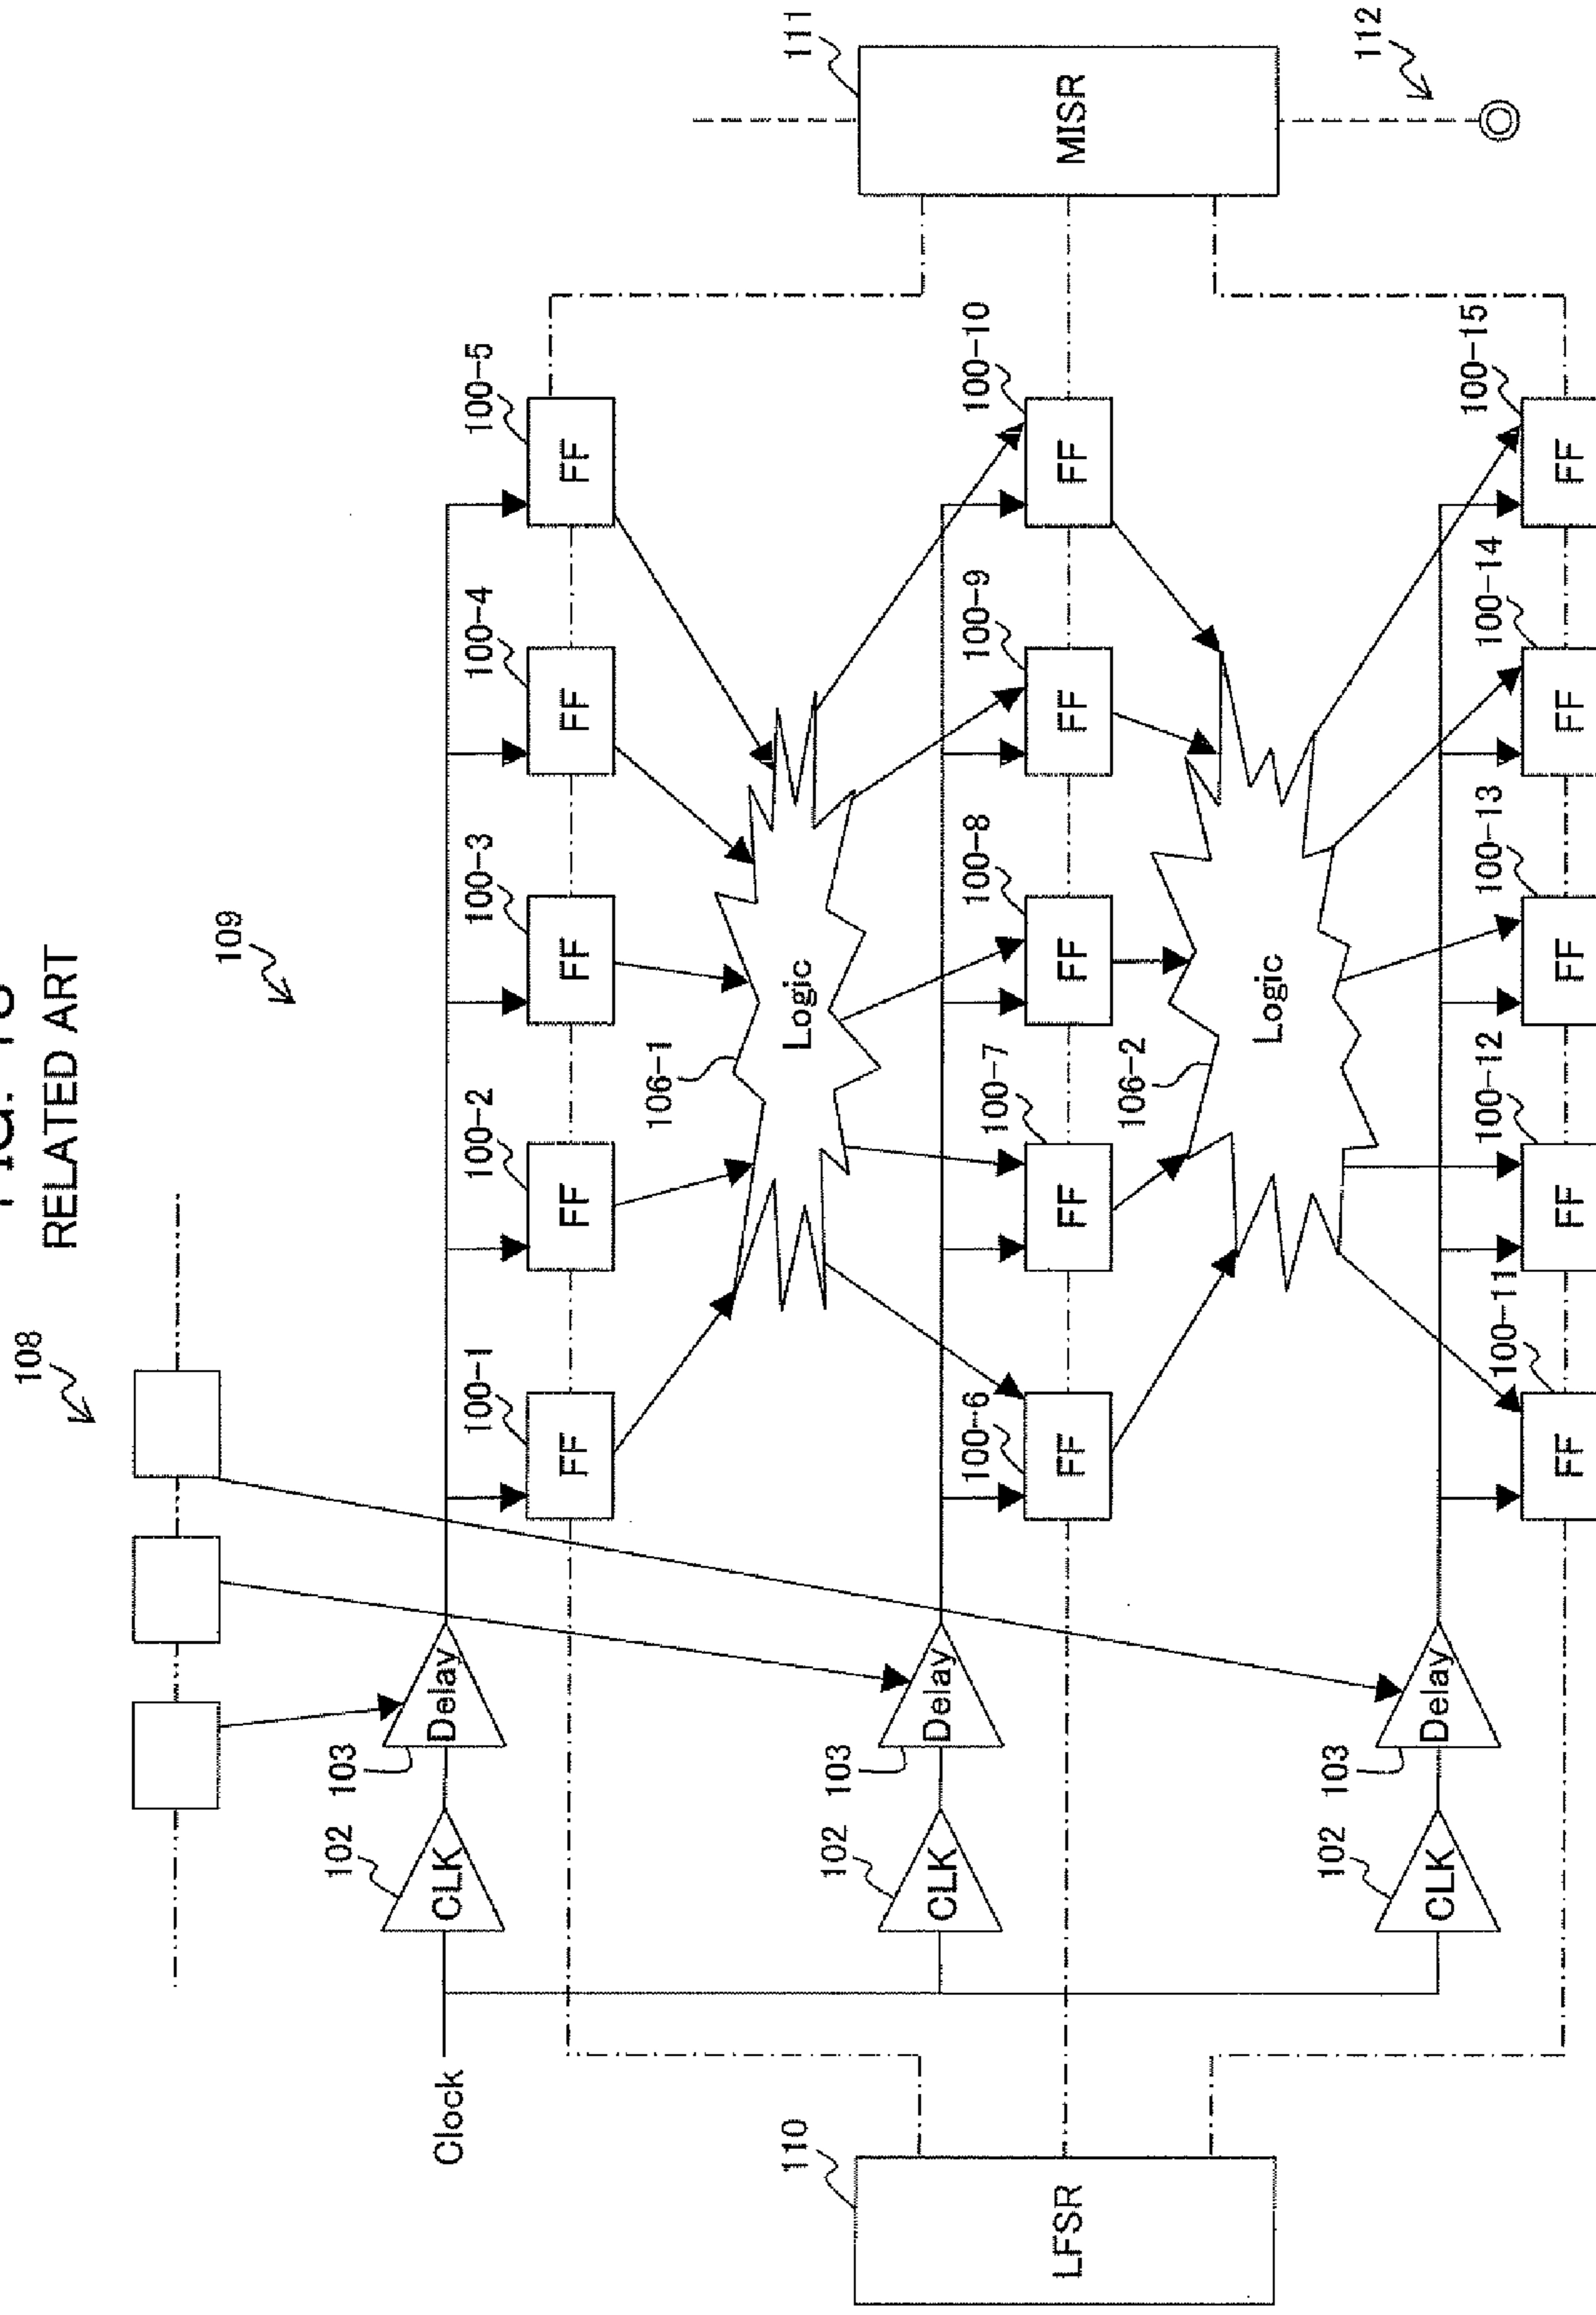 RELATED ART
108
109
Clock
102
CLK
103
Delay
100-1
FF
100-2
FF
100-3
FF
100-4
FF
100-5
FF
106-1
Logic
102
CLK
103
Delay
100-6
FF
100-7
FF
100-8
FF
100-9
FF
100-10
FF
106-2
Logic
102
CLK
103
Delay
100-11
FF
100-12
FF
100-13
FF
100-14
FF
100-15
FF
110
LFSR
111
MISR
112